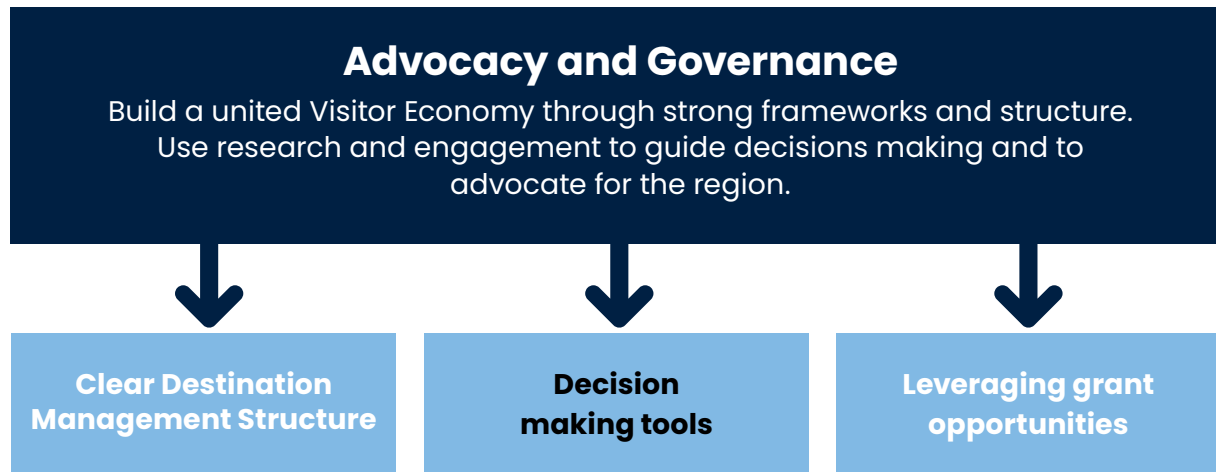 Advocacy and Governance
Build a united Visitor Economy through strong frameworks and structure.
Use research and engagement to guide decisions making and to
advocate for the region.
Clear Destination
Management Structure
Decision
making tools
Leveraging grant
opportunities